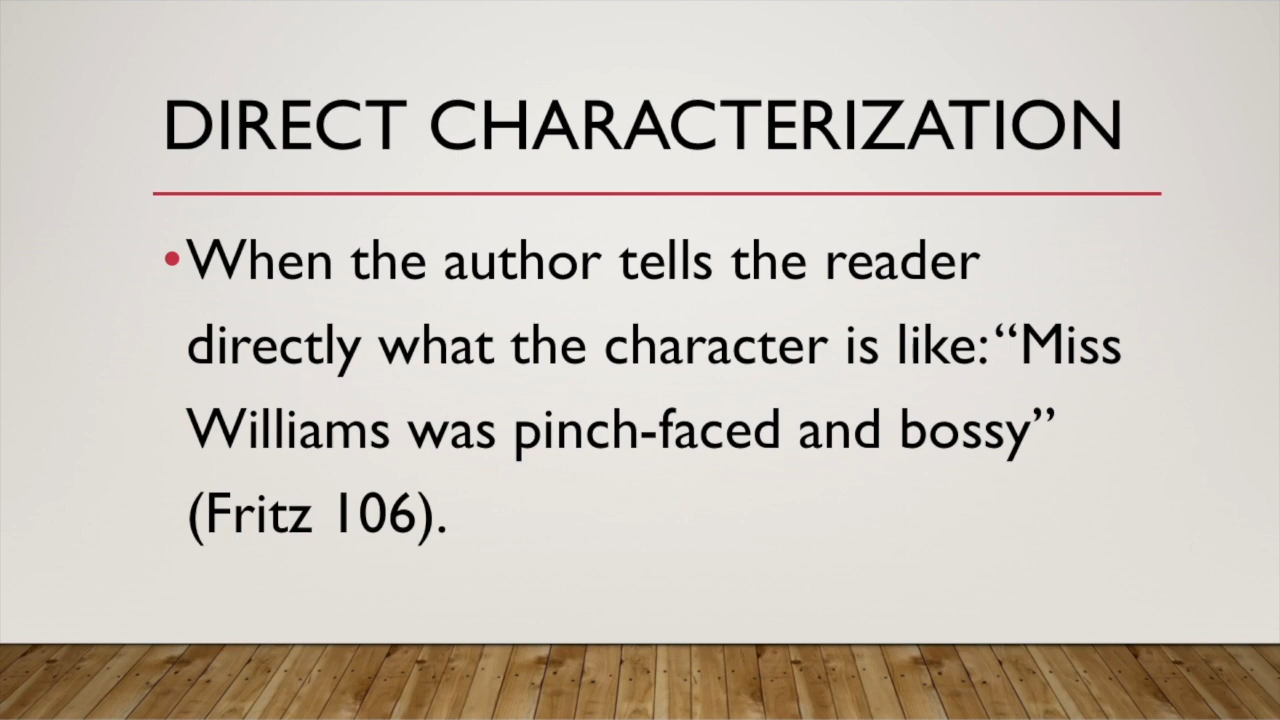 DIRECT CHARACTERIZATION
•When the author tells the reader
directly what the character is like: “Miss
Williams was pinch-faced and bossy”
(Fritz 106).